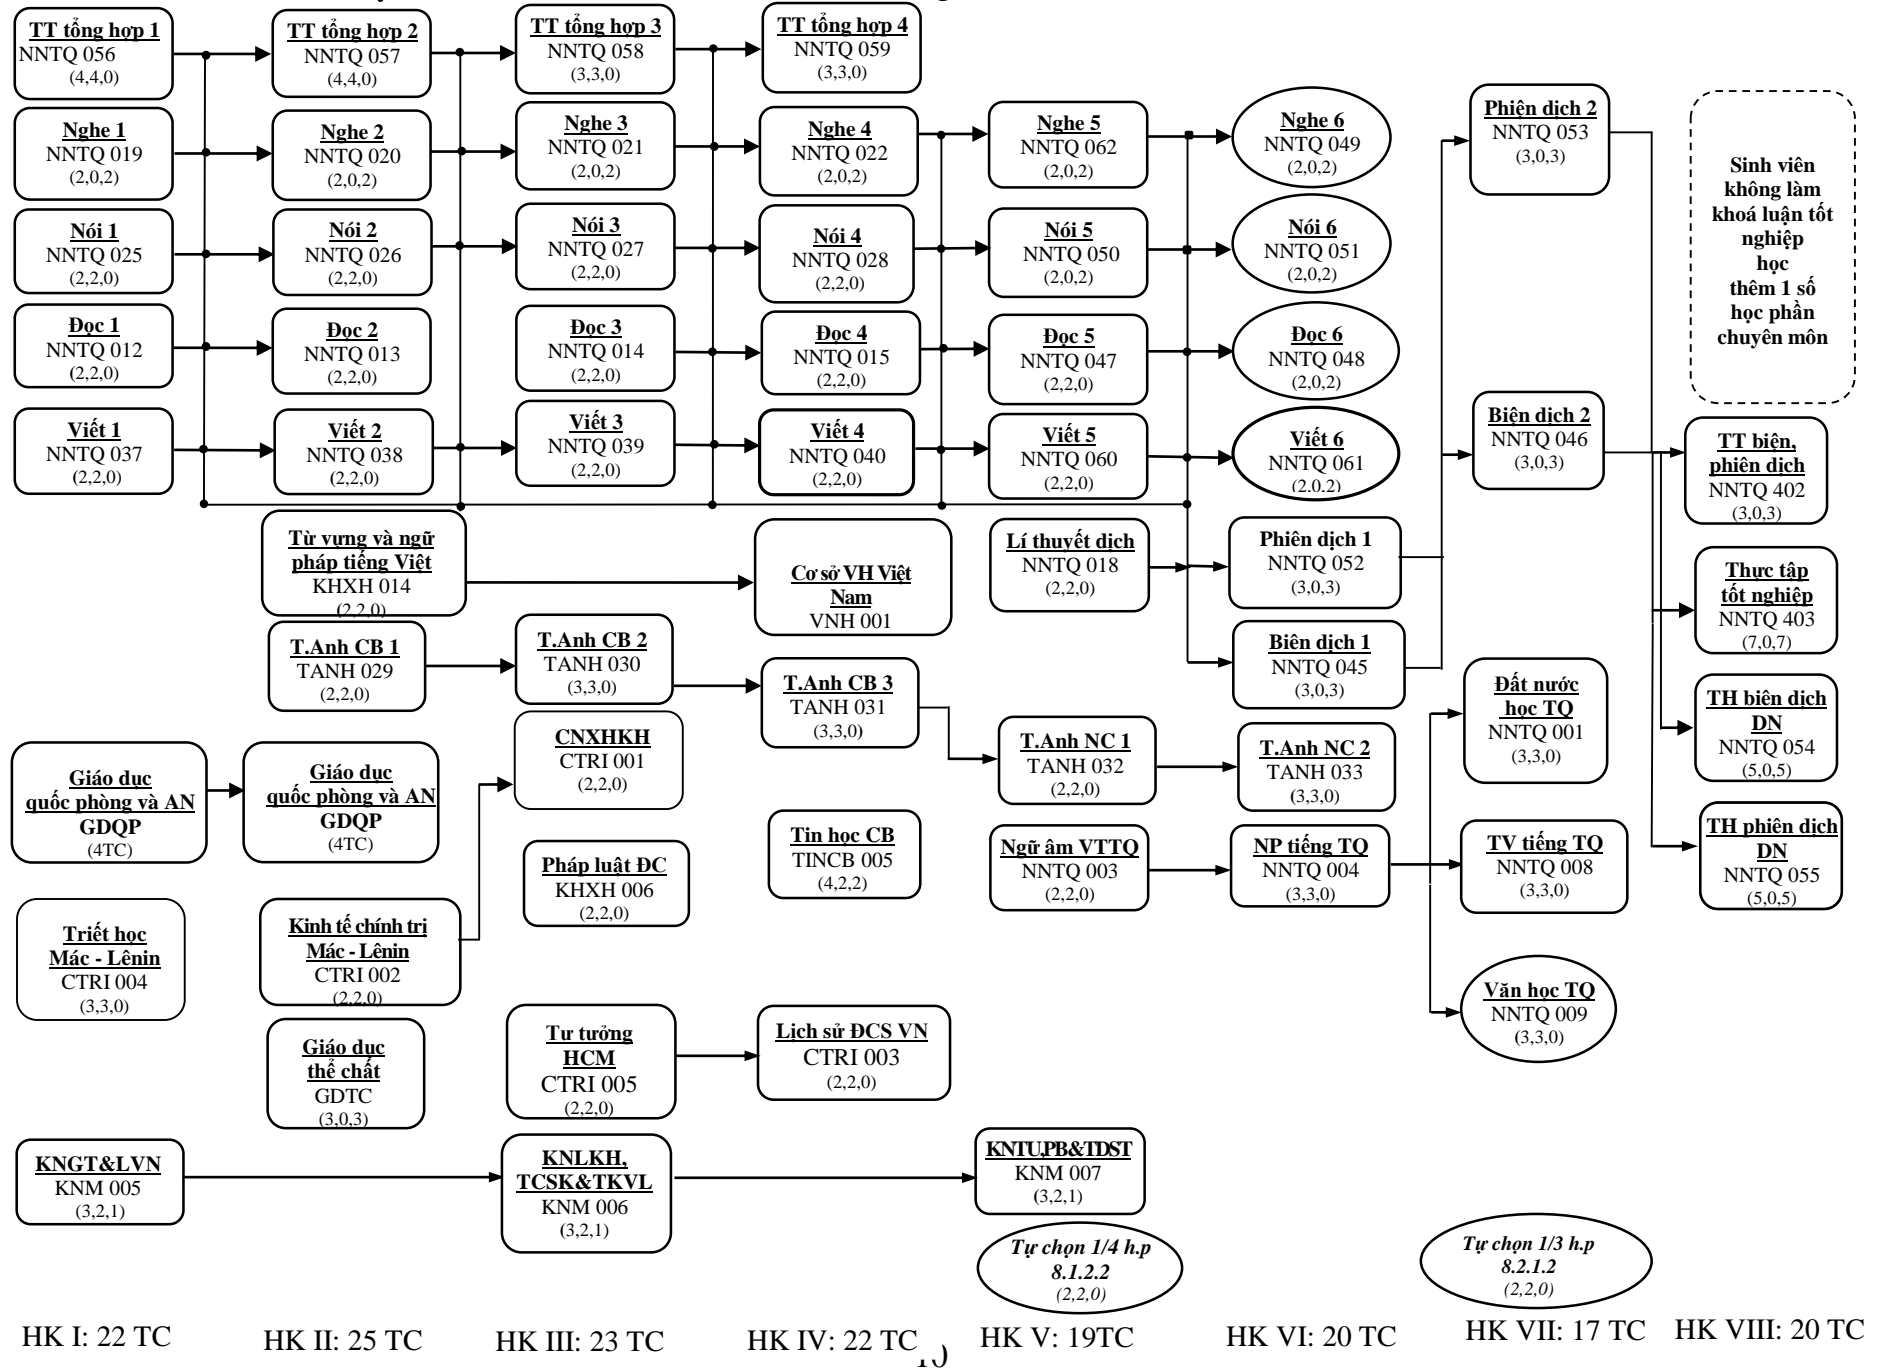 TT tổng hợp 1
NNTQ 056
(4,4,0)
TT tổng hợp 2
NNTQ 057
(4,4,0)
TT tổng hợp 3
NNTQ 058
(3,3,0)
TT tổng hợp 4
NNTQ 059
(3,3,0)
Nghe 1
NNTQ 019
(2,0,2)
Nghe 2
NNTQ 020
(2,0,2)
Nghe 3
NNTQ 021
(2,0,2)
Nghe 4
NNTQ 022
(2,0,2)
Nghe 5
NNTQ 062
(2,0,2)
Nghe 6
NNTQ 049
(2,0,2)
Phiện dịch 2
NNTQ 053
(3,0,3)
Sinh viên
không làm
khoá luận tốt
nghiệp
học
thêm 1 số
học phần
chuyên môn
Nói 1
NNTQ 025
(2,2,0)
Nói 2
NNTQ 026
(2,2,0)
Nói 3
NNTQ 027
(2,2,0)
Nói 4
NNTQ 028
(2,2,0)
Nói 5
NNTQ 050
(2,0,2)
Nói 6
NNTQ 051
(2,0,2)
Đọc 1
NNTQ 012
(2,2,0)
Đọc 2
NNTQ 013
(2,2,0)
Đọc 3
NNTQ 014
(2,2,0)
Đọc 4
NNTQ 015
(2,2,0)
Đọc 5
NNTQ 047
(2,2,0)
Đọc 6
NNTQ 048
(2,0,2)
Viết 1
NNTQ 037
(2,2,0)
Viết 2
NNTQ 038
(2,2,0)
Viết 3
NNTQ 039
(2,2,0)
Viết 4
NNTQ 040
(2,2,0)
Viết 5
NNTQ 060
(2,2,0)
Viết 6
NNTQ 061
(2,0,2)
Biện dịch 2
NNTQ 046
(3,0,3)
TT biện,
phiên dịch
NNTQ 402
(3,0,3)
Từ vựng và ngữ
pháp tiếng Việt
KHXH 014
(2,2,0)
Cơ sở VH Việt
Nam
VNH 001
Lí thuyết dịch
NNTQ 018
(2,2,0)
Phiên dịch 1
NNTQ 052
(3,0,3)
Thực tập
tốt nghiệp
NNTQ 403
(7,0,7)
T.Anh CB 1
TANH 029
(2,2,0)
T.Anh CB 2
TANH 030
(3,3,0)
T.Anh CB 3
TANH 031
(3,3,0)
Biên dịch 1
NNTQ 045
(3,0,3)
Đất nước
học TQ
NNTQ 001
(3,3,0)
TH biên dịch
DN
NNTQ 054
(5,0,5)
CNXHKH
CTRI 001
(2,2,0)
T.Anh NC 1
TANH 032
(2,2,0)
T.Anh NC 2
TANH 033
(3,3,0)
Giáo dục
quốc phòng và AN
GDQP
(4TC)
Giáo dục
quốc phòng và AN
GDQP
(4TC)
Pháp luật ĐC
KHXH 006
(2,2,0)
Tin học CB
TINCB 005
(4,2,2)
Ngữ âm VTTQ
NNTQ 003
(2,2,0)
NP tiếng TQ
NNTQ 004
(3,3,0)
TV tiếng TQ
NNTQ 008
(3,3,0)
TH phiên dịch
DN
NNTQ 055
(5,0,5)
Triết học
Mác - Lênin
CTRI 004
(3,3,0)
Kinh tế chính trị
Mác - Lênin
CTRI 002
(2,2,0)
Văn học TQ
NNTQ 009
(3,3,0)
Giáo dục
thể chất
GDTC
(3,0,3)
Tư tưởng
HCM
CTRI 005
(2,2,0)
Lịch sử ĐCS VN
CTRI 003
(2,2,0)
KNGT&LVN
KNM 005
(3,2,1)
KNLKH,
TCSK&TKVL
KNM 006
(3,2,1)
KNTU,PB&TDST
KNM 007
(3,2,1)
Tự chọn 1/4 h.p
8.1.2.2
(2,2,0)
Tự chọn 1/3 h.p
8.2.1.2
(2,2,0)
HK I: 22 TC
HK II: 25 TC
HK III: 23 TC
HK IV: 22 TC
HK V: 19TC
HK VI: 20 TC
HK VII: 17 TC
HK VIII: 20 TC